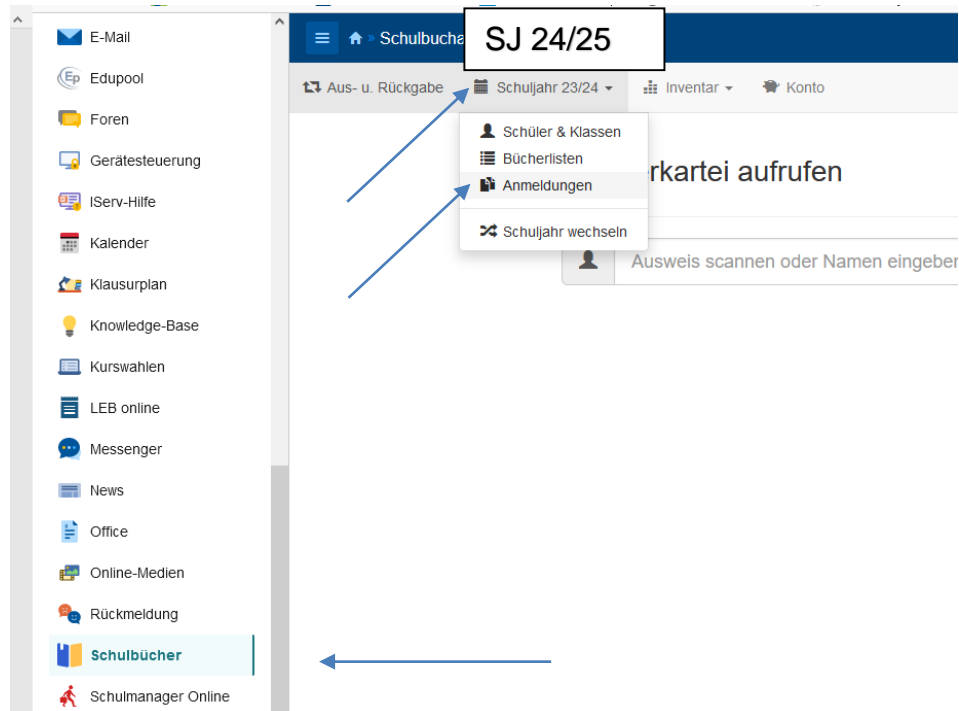 E-Mail
Edupool
Foren
Gerätesteuerung
IServ-Hilfe
Kalender
Klausurplan
Knowledge-Base
Kurswahlen
LEB online
Messenger
News
Office
Online-Medien
Rückmeldung
Schulbücher
Schulmanager Online
» Schulbucha
SJ 24/25
Aus- u. Rückgabe Schuljahr 23/24 Inventar Konto
Schüler & Klassen
Bücherlisten
Anmeldungen
Schuljahr wechseln
rkartei aufrufen
Ausweis scannen oder Namen eingeben